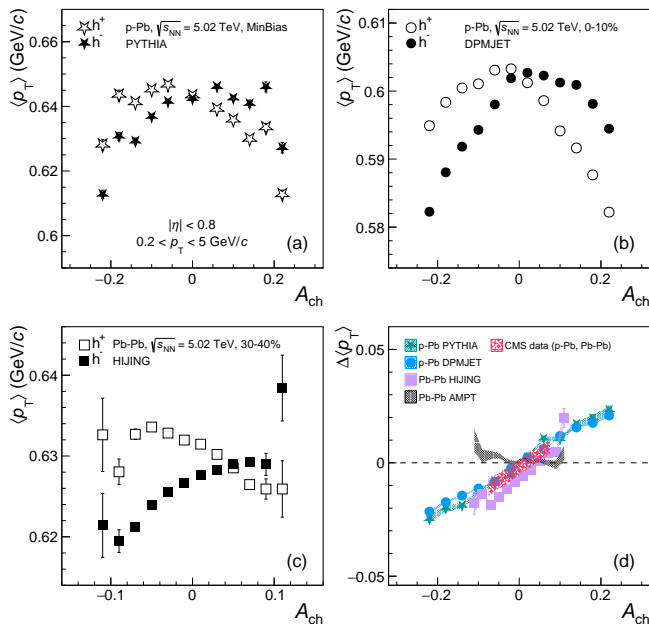 h⁺ p-Pb, √s_NN = 5.02 TeV, MinBias
h⁻ PYTHIA
⟨p_T⟩ (GeV/c)
0.66
0.64
0.62
0.6
|η| < 0.8
0.2 < p_T < 5 GeV/c
(a)
−0.2 0 0.2
A_ch
h⁺ p-Pb, √s_NN = 5.02 TeV, 0-10%
h⁻ DPMJET
⟨p_T⟩ (GeV/c)
0.61
0.6
0.59
0.58
(b)
−0.2 0 0.2
A_ch
h⁺ Pb-Pb, √s_NN = 5.02 TeV, 30-40%
h⁻ HIJING
⟨p_T⟩ (GeV/c)
0.64
0.63
0.62
(c)
−0.1 0 0.1
A_ch
p-Pb PYTHIA CMS data (p-Pb, Pb-Pb)
p-Pb DPMJET
Pb-Pb HIJING
Pb-Pb AMPT
Δ⟨p_T⟩
0.05
0
−0.05
(d)
−0.2 0 0.2
A_ch